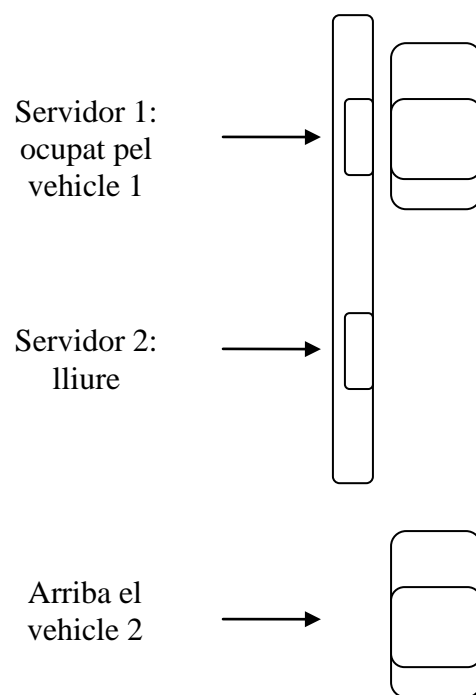 Servidor 1:
ocupat pel
vehicle 1
Servidor 2:
lliure
Arriba el
vehicle 2